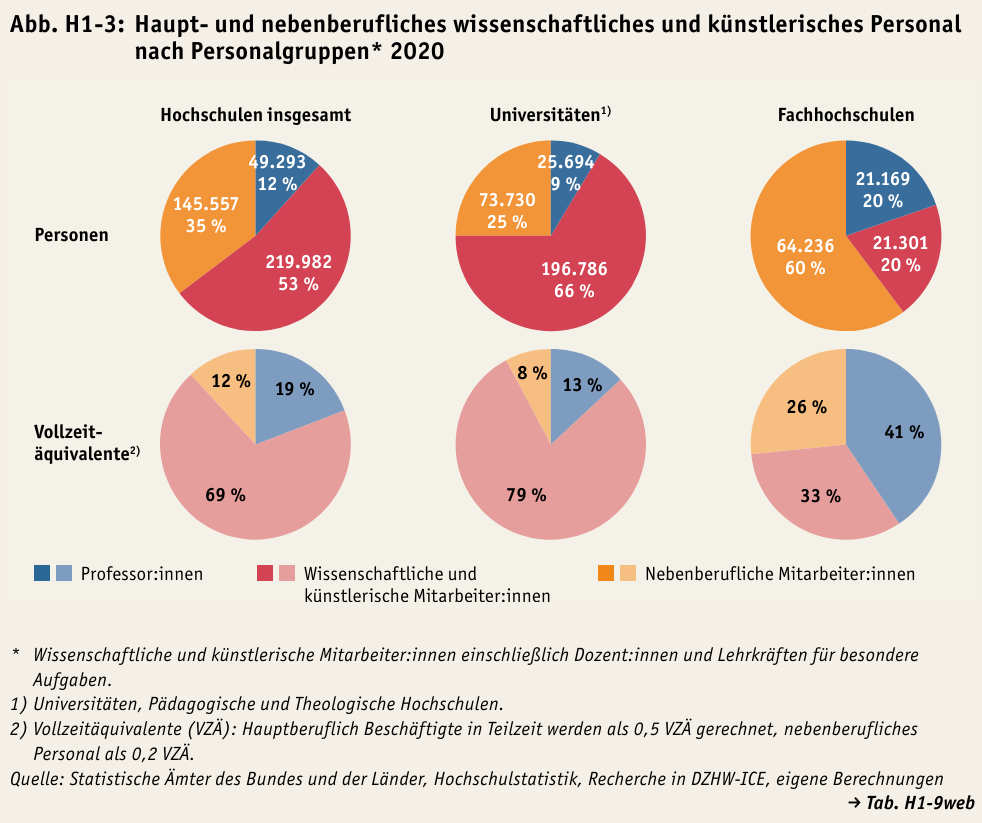 Abb. H1-3: Haupt- und nebenberufliches wissenschaftliches und künstlerisches Personal
nach Personalgruppen* 2020
Hochschulen insgesamt
Universitäten¹⁾
Fachhochschulen
Personen
49.293
12 %
145.557
35 %
219.982
53 %
25.694
9 %
73.730
25 %
196.786
66 %
21.169
20 %
64.236
60 %
21.301
20 %
Vollzeit-
äquivalente²⁾
12 %
19 %
69 %
8 %
13 %
79 %
26 %
41 %
33 %
Professor:innen
Wissenschaftliche und
künstlerische Mitarbeiter:innen
Nebenberufliche Mitarbeiter:innen
* Wissenschaftliche und künstlerische Mitarbeiter:innen einschließlich Dozent:innen und Lehrkräften für besondere
Aufgaben.
1) Universitäten, Pädagogische und Theologische Hochschulen.
2) Vollzeitäquivalente (VZÄ): Hauptberuflich Beschäftigte in Teilzeit werden als 0,5 VZÄ gerechnet, nebenberufliches
Personal als 0,2 VZÄ.
Quelle: Statistische Ämter des Bundes und der Länder, Hochschulstatistik, Recherche in DZHW-ICE, eigene Berechnungen
→ Tab. H1-9web